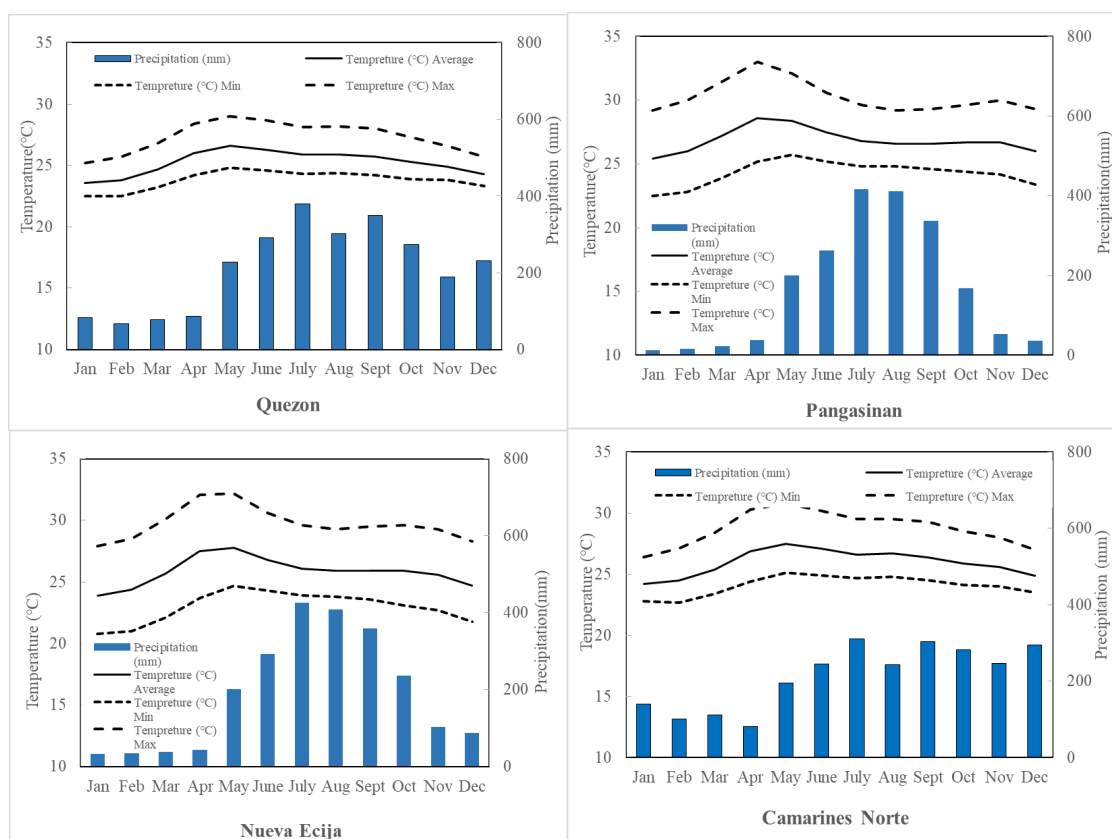 35
30
25
20
15
10
Temperature(°C)
Precipitation (mm)
Tempreture (°C) Average
Tempreture (°C) Min
Tempreture (°C) Max
800
600
400
200
0
Precipitation (mm)
Jan Feb Mar Apr May June July Aug Sept Oct Nov Dec
Quezon
35
30
25
20
15
10
Temperature(°C)
Precipitation
(mm)
Tempreture (°C)
Average
Tempreture (°C)
Min
Tempreture (°C)
Max
800
600
400
200
0
Precipitation(mm)
Jan Feb Mar Apr May June July Aug Sept Oct Nov Dec
Pangasinan
35
30
25
20
15
10
Temperature (°C)
Precipitation
(mm)
Tempreture (°C)
Average
Tempreture (°C)
Min
Tempreture (°C)
Max
800
600
400
200
0
Precipitation(mm)
Jan Feb Mar Apr May June July Aug Sept Oct Nov Dec
Nueva Ecija
35
30
25
20
15
10
Temperature (°C)
Precipitation (mm)
Tempreture (°C) Average
Tempreture (°C) Min
Tempreture (°C) Max
800
600
400
200
0
Precipitation (mm)
Jan Feb Mar Apr May June July Aug Sept Oct Nov Dec
Camarines Norte